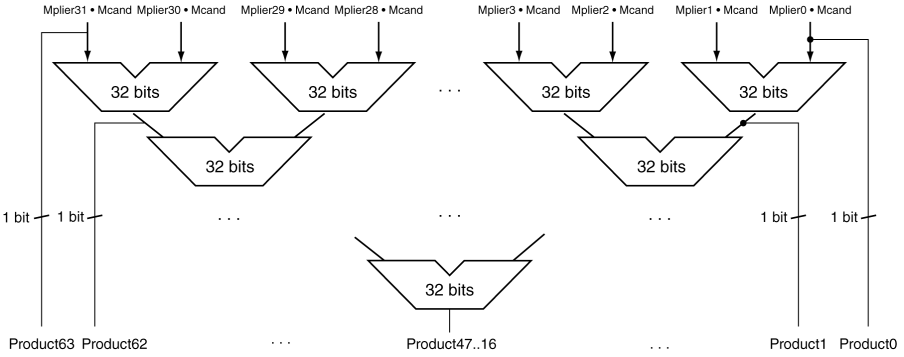 Mplier31 • Mcand Mplier30 • Mcand Mplier29 • Mcand Mplier28 • Mcand Mplier3 • Mcand Mplier2 • Mcand Mplier1 • Mcand Mplier0 • Mcand
32 bits 32 bits . . . 32 bits 32 bits
32 bits 32 bits
1 bit 1 bit . . . . . . . . . 1 bit 1 bit
32 bits
Product63 Product62 . . . Product47..16 . . . Product1 Product0